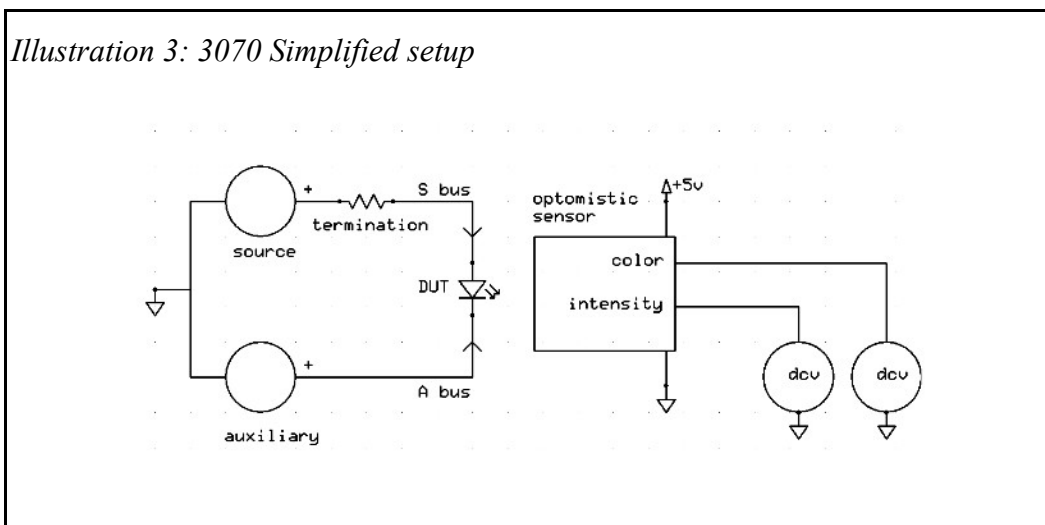 Illustration 3: 3070 Simplified setup
+
S bus
termination
source
DUT
+
A bus
auxiliary
optomistic
sensor
+5v
color
intensity
dcv
dcv